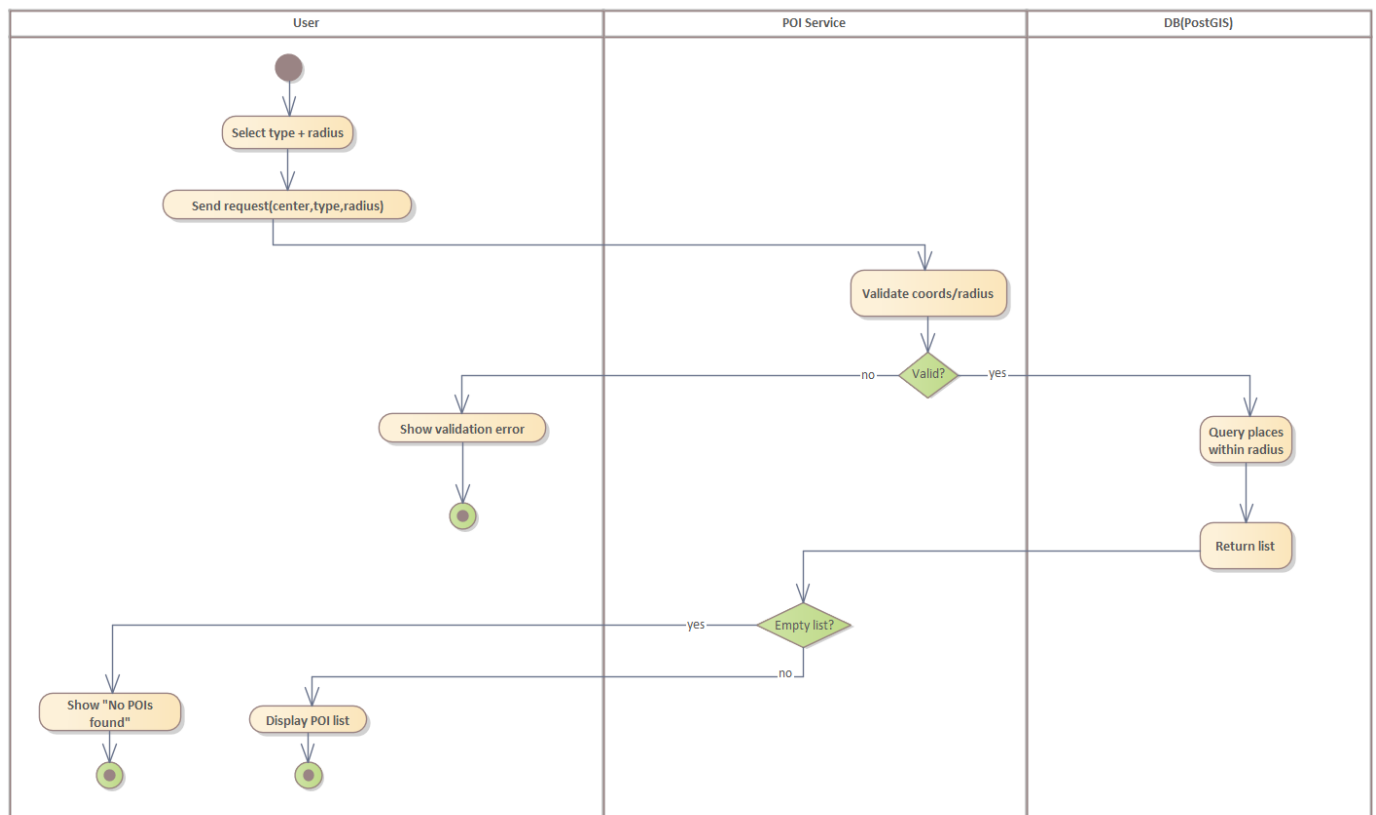 User
POI Service
DB(PostGIS)
Select type + radius
Send request(center,type,radius)
Validate coords/radius
Valid?
no
yes
Show validation error
Query places
within radius
Return list
Empty list?
yes
no
Show "No POIs
found"
Display POI list